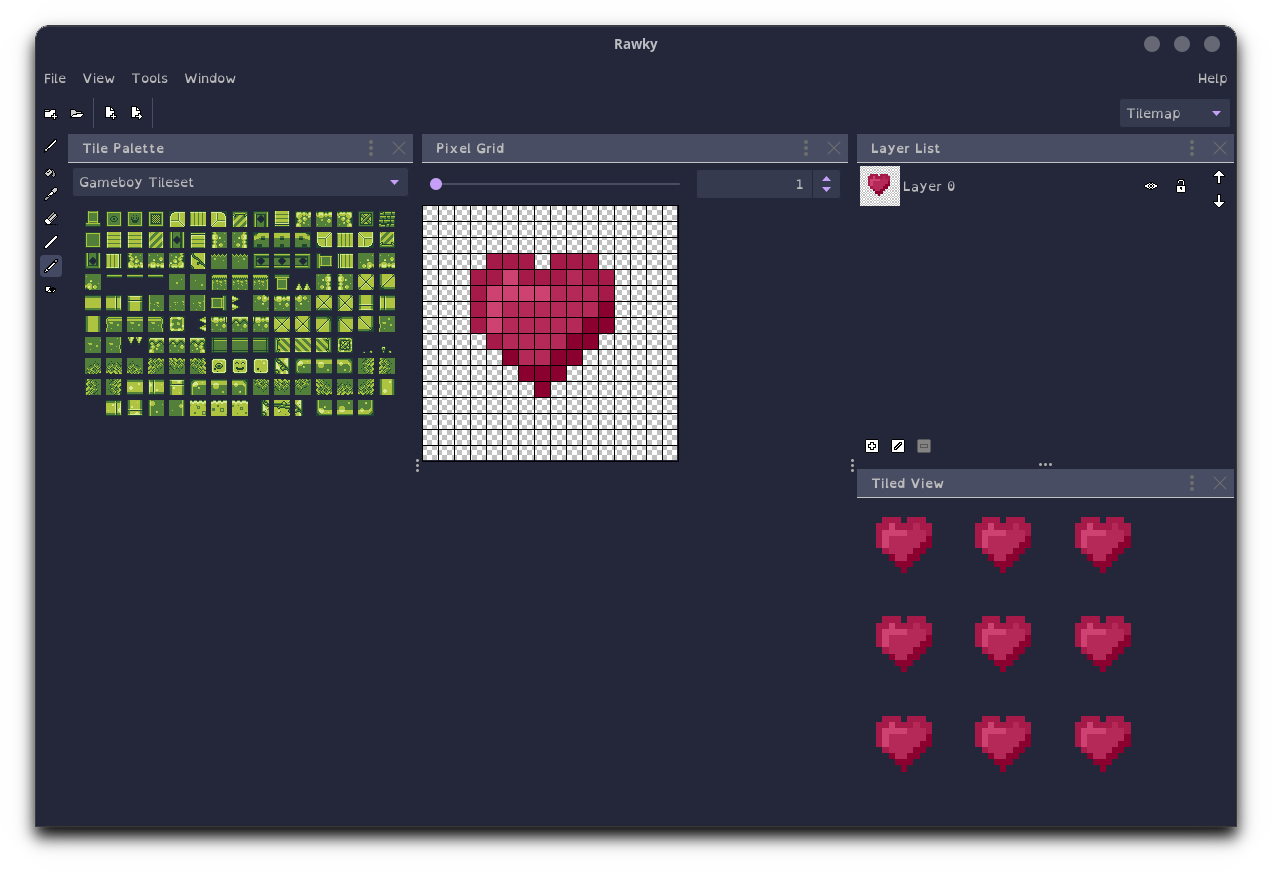 Rawky
File View Tools Window Help
Tilemap
Tile Palette
Pixel Grid
Layer List
Gameboy Tileset
1
Layer 0
Tiled View